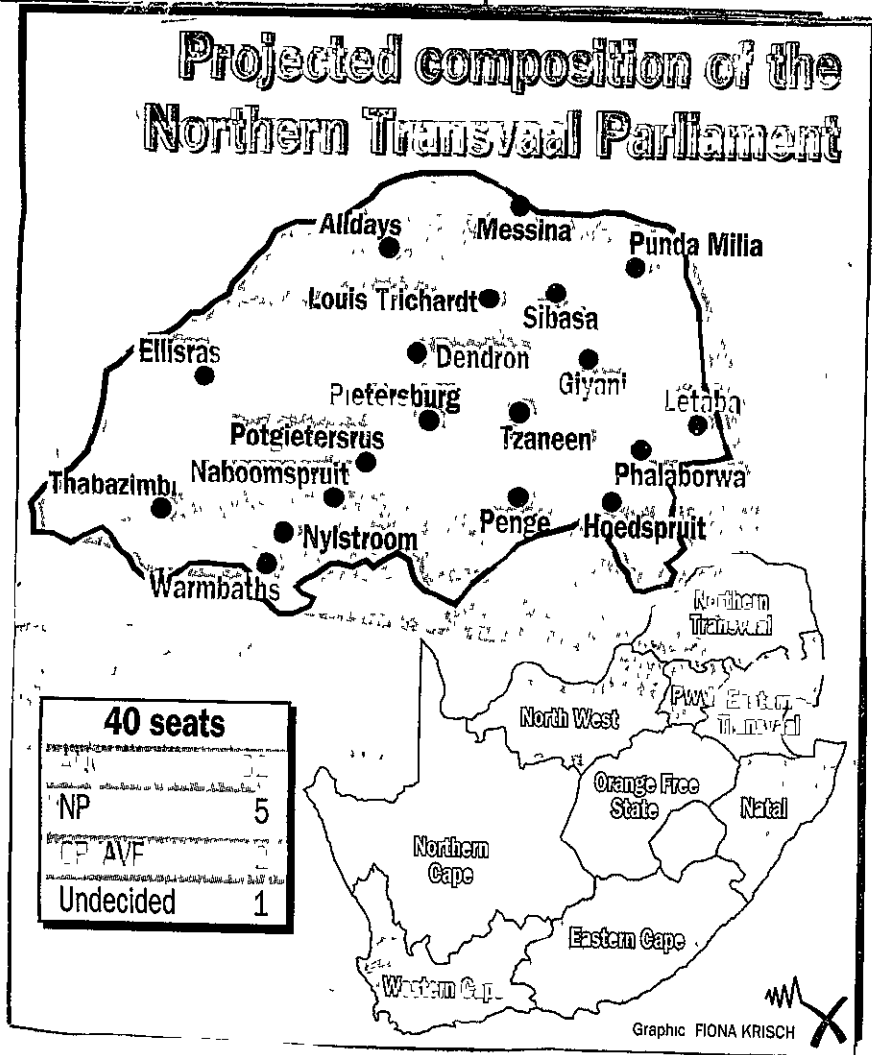 Projected composition of the
Northern Transvaal Parliament
Alldays
Messina
Punda Milia
Louis Trichardt
Sibasa
Ellisras
Dendron
Giyani
Pietersburg
Letaba
Potgietersrus
Tzaneen
Naboomspruit
Phalaborwa
Thabazimbi
Penge
Hoedspruit
Nylstroom
Warmbaths
Northern
Transvaal
PWV
Eastern
Transvaal
North West
Orange Free
State
Natal
Northern
Cape
Eastern Cape
Western Cape
40 seats
NP 5
AVF
Undecided 1
Graphic FIONA KRISCH